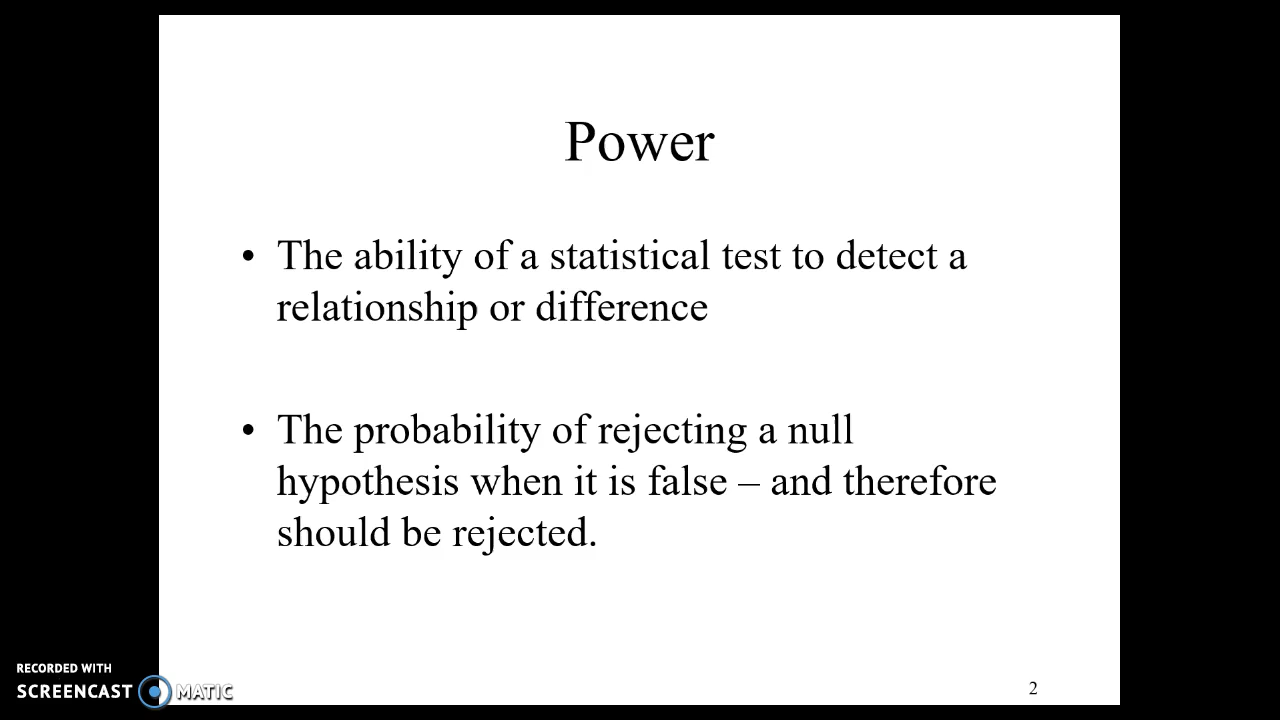 Power
• The ability of a statistical test to detect a
relationship or difference
• The probability of rejecting a null
hypothesis when it is false – and therefore
should be rejected.
RECORDED WITH
SCREENCAST MATIC
2